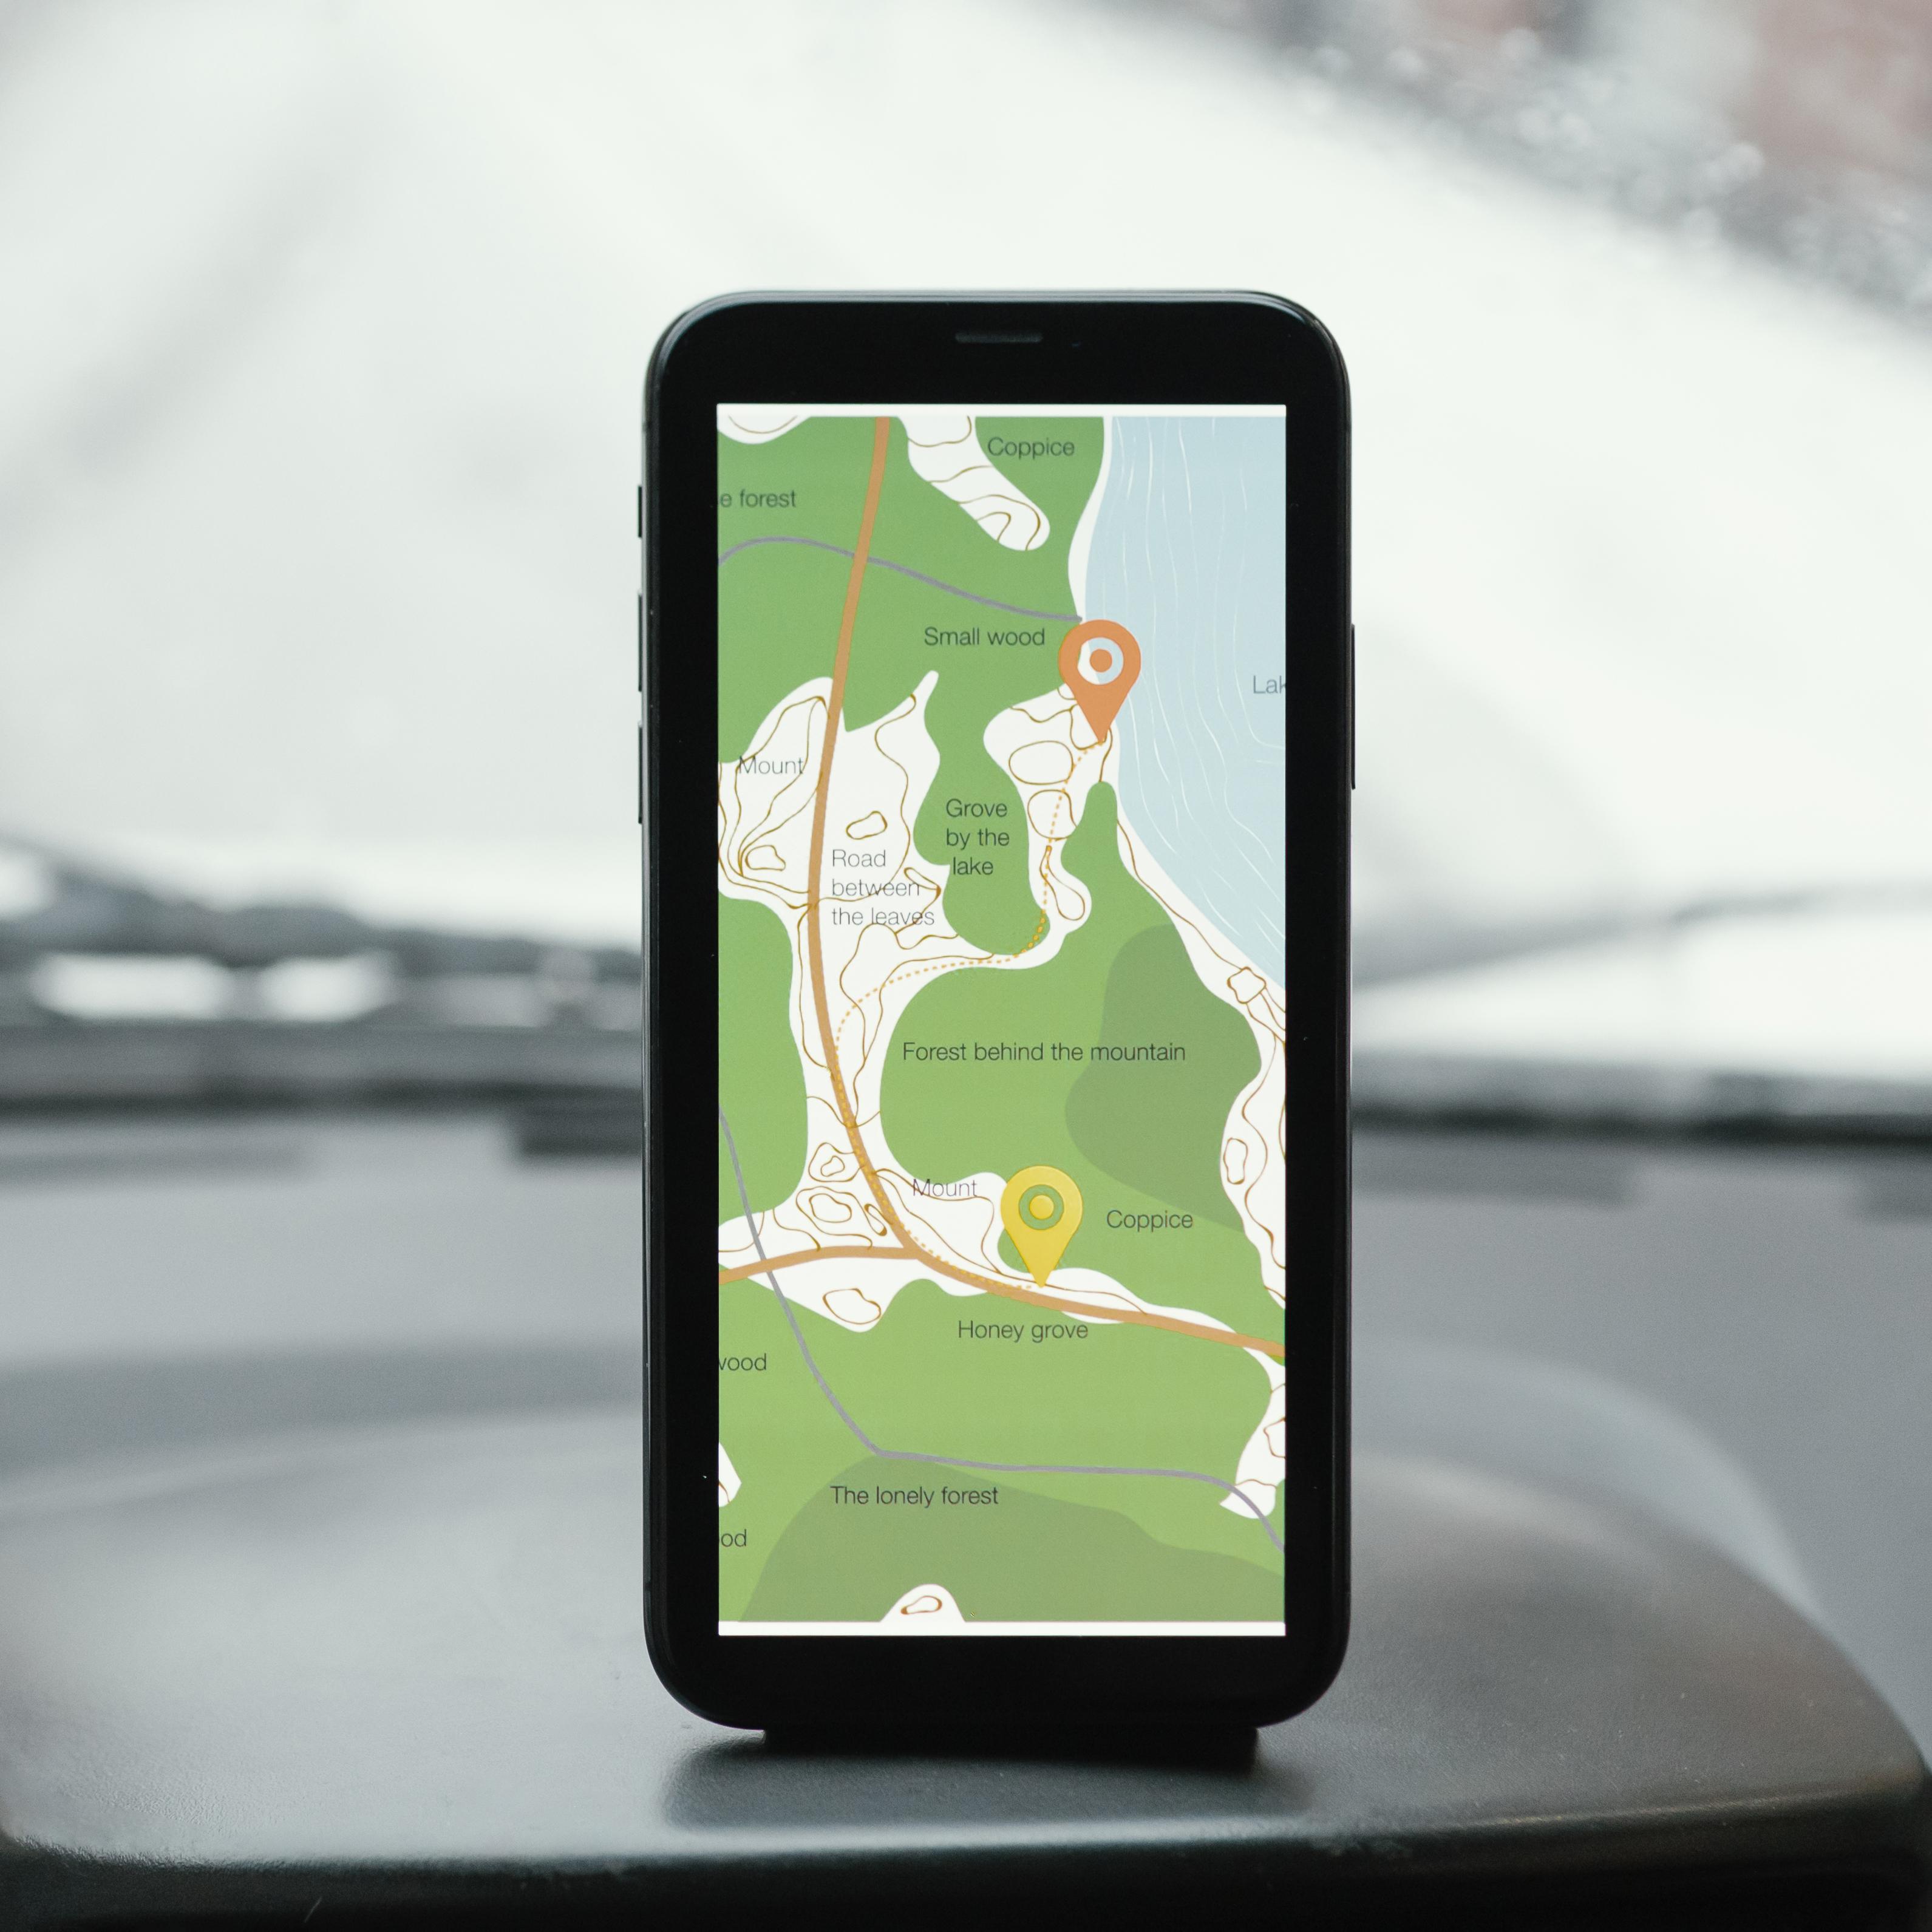 Coppice
e forest
Small wood
Lak
Mount
Grove
by the
lake
Road
between
the leaves
Forest behind the mountain
Mount
Coppice
Honey grove
wood
The lonely forest
od